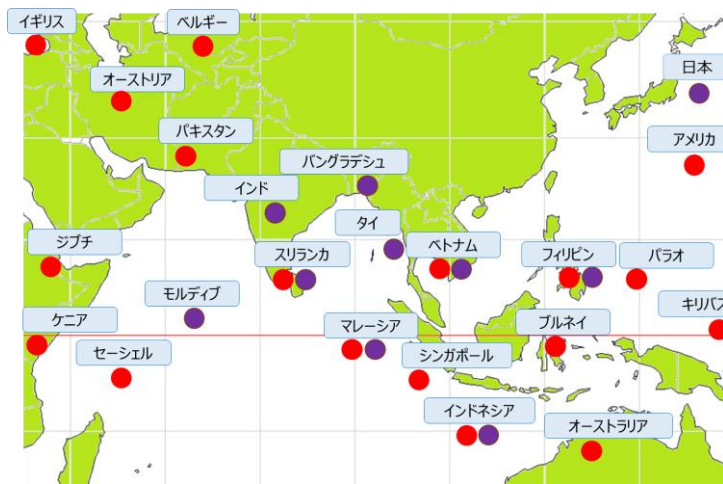 イギリス
ベルギー
日本
オーストリア
パキスタン
アメリカ
バングラデシュ
インド
タイ
ジブチ
スリランカ
ベトナム
フィリピン
パラオ
モルディブ
キリバス
ケニア
マレーシア
ブルネイ
セーシェル
シンガポール
インドネシア
オーストラリア